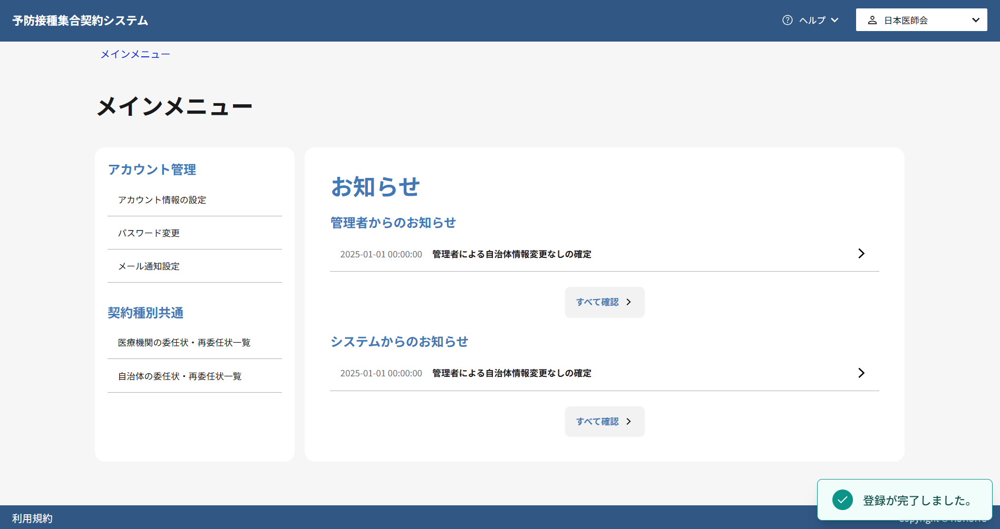 予防接種集合契約システム
ヘルプ
日本医師会
メインメニュー
メインメニュー
アカウント管理
アカウント情報の設定
パスワード変更
メール通知設定
契約種別共通
医療機関の委任状・再委任状一覧
自治体の委任状・再委任状一覧
お知らせ
管理者からのお知らせ
2025-01-01 00:00:00 管理者による自治体情報変更なしの確定
すべて確認
システムからのお知らせ
2025-01-01 00:00:00 管理者による自治体情報変更なしの確定
すべて確認
登録が完了しました。
利用規約